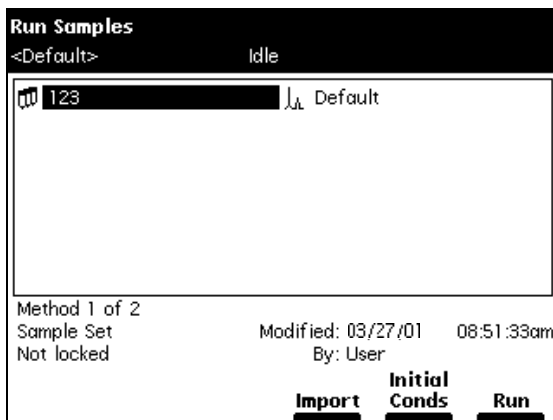 Run Samples
<Default> Idle
123 Default
Method 1 of 2
Sample Set Modified: 03/27/01 08:51:33am
Not locked By: User
Import Initial Conds Run